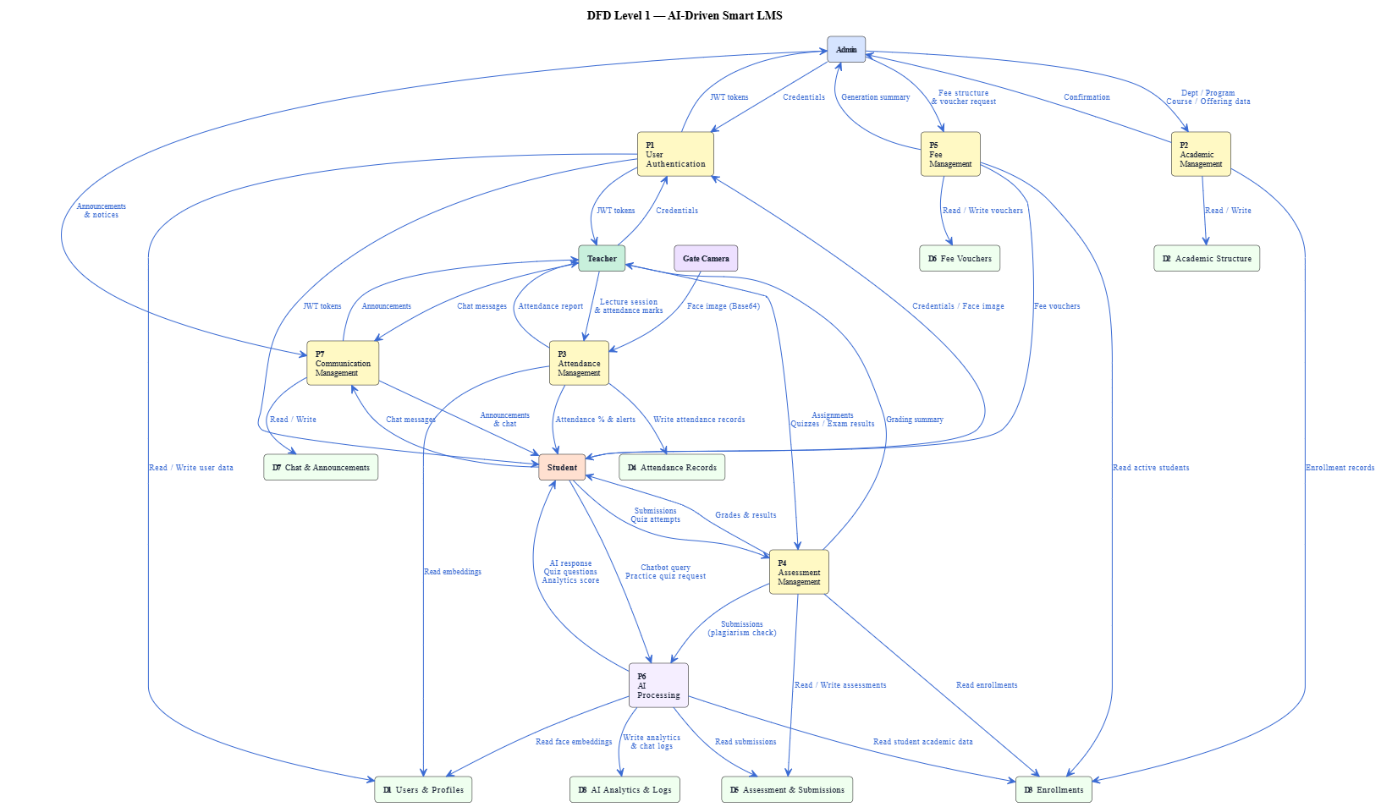 DFD Level 1 — AI-Driven Smart LMS
Admin
JWT tokens
Credentials
Generation summary
Fee structure
& voucher request
Confirmation
Dept / Program
Course / Offering data
P1
User
Authentication
P5
Fee
Management
P2
Academic
Management
Announcements
& notices
JWT tokens
Credentials
Read / Write vouchers
Read / Write
Teacher
Gate Camera
D6 Fee Vouchers
D2 Academic Structure
JWT tokens
Announcements
Chat messages
Attendance report
Lecture session
& attendance marks
Face image (Base64)
Credentials / Face image
Fee vouchers
P7
Communication
Management
P3
Attendance
Management
Read / Write
Chat messages
Announcements
& chat
Attendance % & alerts
Write attendance records
Assignments
Quizzes / Exam results
Grading summary
D7 Chat & Announcements
Student
D4 Attendance Records
Read / Write user data
Read active students
Enrollment records
Submissions
Quiz attempts
Grades & results
Read embeddings
AI response
Quiz questions
Analytics score
Chatbot query
Practice quiz request
P4
Assessment
Management
Submissions
(plagiarism check)
P6
AI
Processing
Read / Write assessments
Read enrollments
Read face embeddings
Write analytics
& chat logs
Read submissions
Read student academic data
D1 Users & Profiles
D8 AI Analytics & Logs
D5 Assessment & Submissions
D3 Enrollments